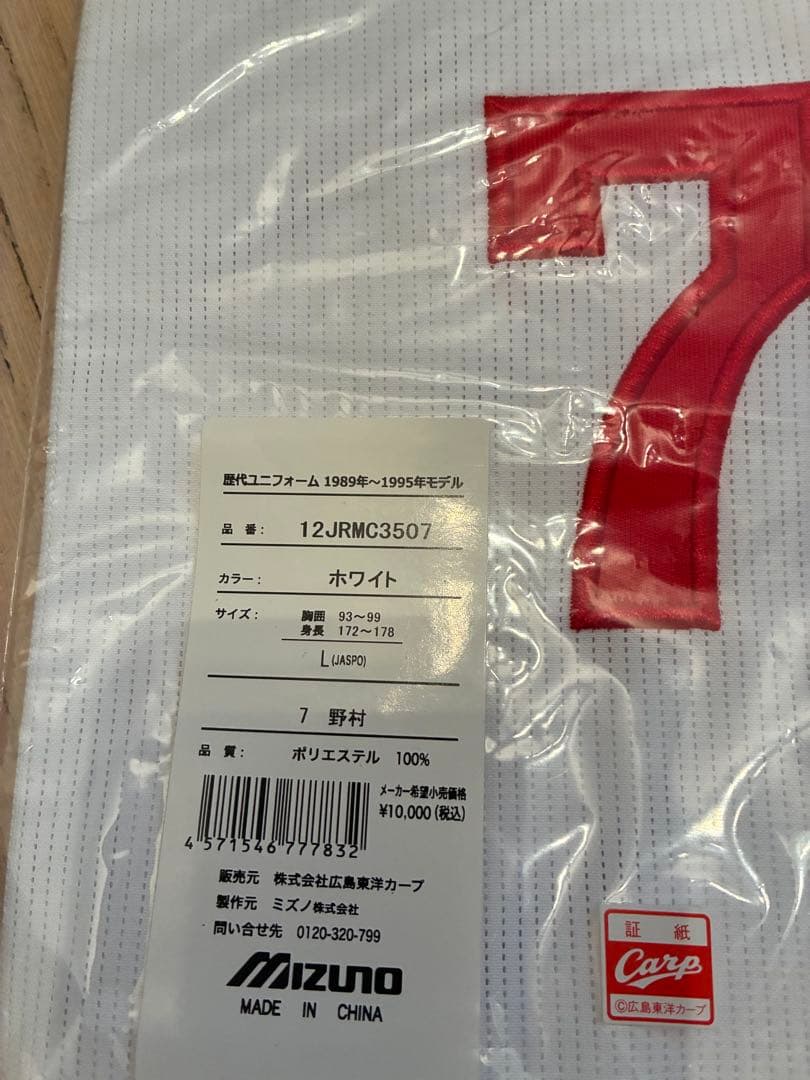 7
歴代ユニフォーム 1989年～1995年モデル
品 番： 12JRMC3507
カラー： ホワイト
サイズ： 胸囲 93～99
身長 172～178
L(JASPO)
7 野村
品 質： ポリエステル 100%
メーカー希望小売価格
¥10,000(税込)
4 571546 777832
販売元 株式会社広島東洋カープ
製作元 ミズノ株式会社
問い合せ先 0120-320-799
MIZUNO
MADE IN CHINA
証 紙
Carp
©広島東洋カープ